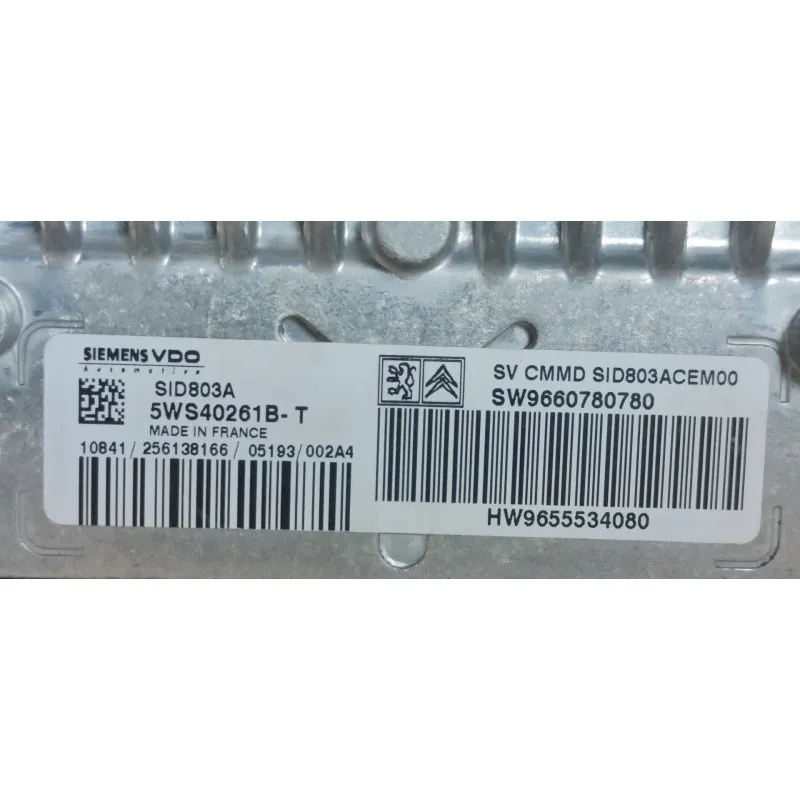 SIEMENS VDO
Automotive
SID803A
5WS40261B-T
MADE IN FRANCE
10841/256138166/05193/002A4
SV CMMD SID803ACEM00
SW9660780780
HW9655534080